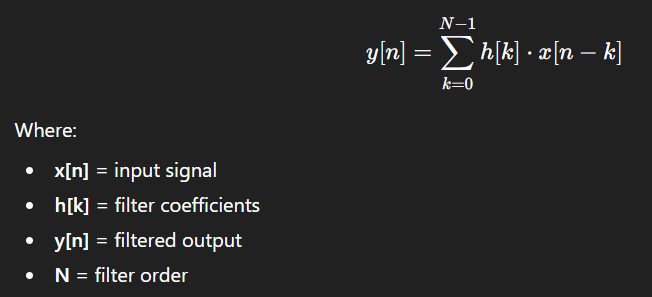 y[n] = ∑_{k=0}^{N−1} h[k] · x[n − k]
Where:
• x[n] = input signal
• h[k] = filter coefficients
• y[n] = filtered output
• N = filter order